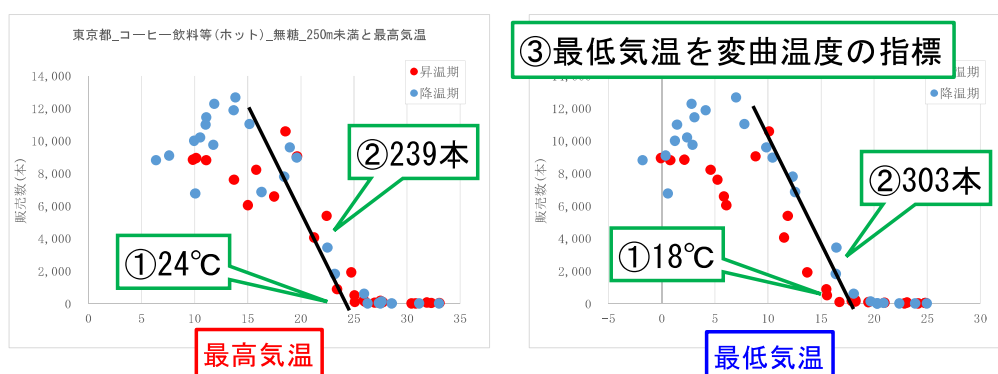 東京都_コーヒー飲料等(ホット)_無糖_250m未満と最高気温
昇温期
降温期
14,000
12,000
10,000
8,000
6,000
4,000
2,000
0
販売数(本)
②239本
①24℃
0 5 10 15 20 25 30 35
最高気温
③最低気温を変曲温度の指標
降温期
14,000
12,000
10,000
8,000
6,000
4,000
2,000
0
販売数(本)
②303本
①18℃
-5 0 5 10 15 20 25 30
最低気温